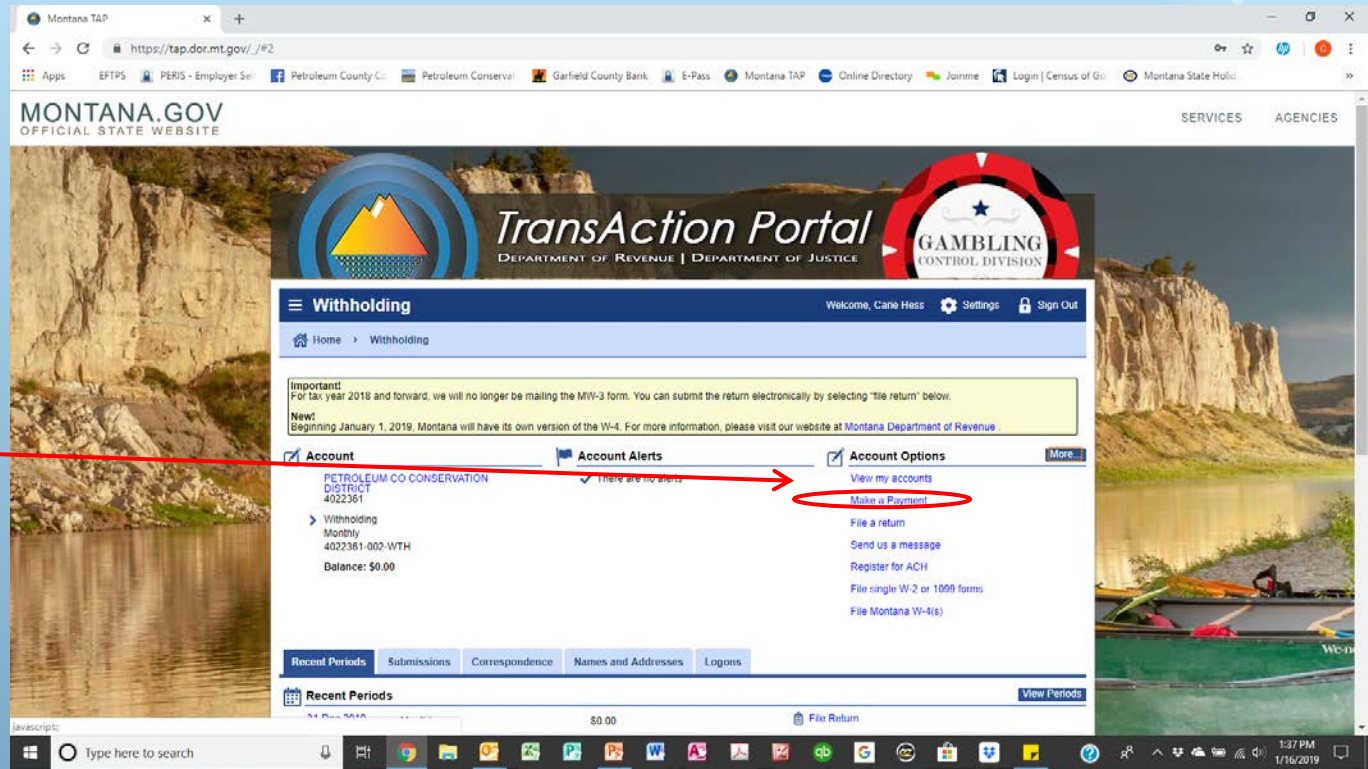 Montana TAP
https://tap.dor.mt.gov/_/#2
Apps EFTPS PERIS - Employer Sel Petroleum County C Petroleum Conserva Garfield County Bank E-Pass Montana TAP Online Directory Joinme Login | Census of Go Montana State Holid
MONTANA.GOV
OFFICIAL STATE WEBSITE
SERVICES AGENCIES
TransAction Portal
DEPARTMENT OF REVENUE | DEPARTMENT OF JUSTICE
GAMBLING
CONTROL DIVISION
Withholding
Welcome, Carie Hess Settings Sign Out
Home > Withholding
Important!
For tax year 2018 and forward, we will no longer be mailing the MW-3 form. You can submit the return electronically by selecting "file return" below.
New!
Beginning January 1, 2019, Montana will have its own version of the W-4. For more information, please visit our website at Montana Department of Revenue .
Account
PETROLEUM CO CONSERVATION
DISTRICT
4022361
Withholding
Monthly
4022361-002-WTH
Balance: $0.00
Account Alerts
There are no alerts
Account Options
More...
View my accounts
Make a Payment
File a return
Send us a message
Register for ACH
File single W-2 or 1099 forms
File Montana W-4(s)
Recent Periods Submissions Correspondence Names and Addresses Logons
Recent Periods
View Periods
$0.00 File Return
javascript:;
Type here to search
1:37 PM
1/16/2019